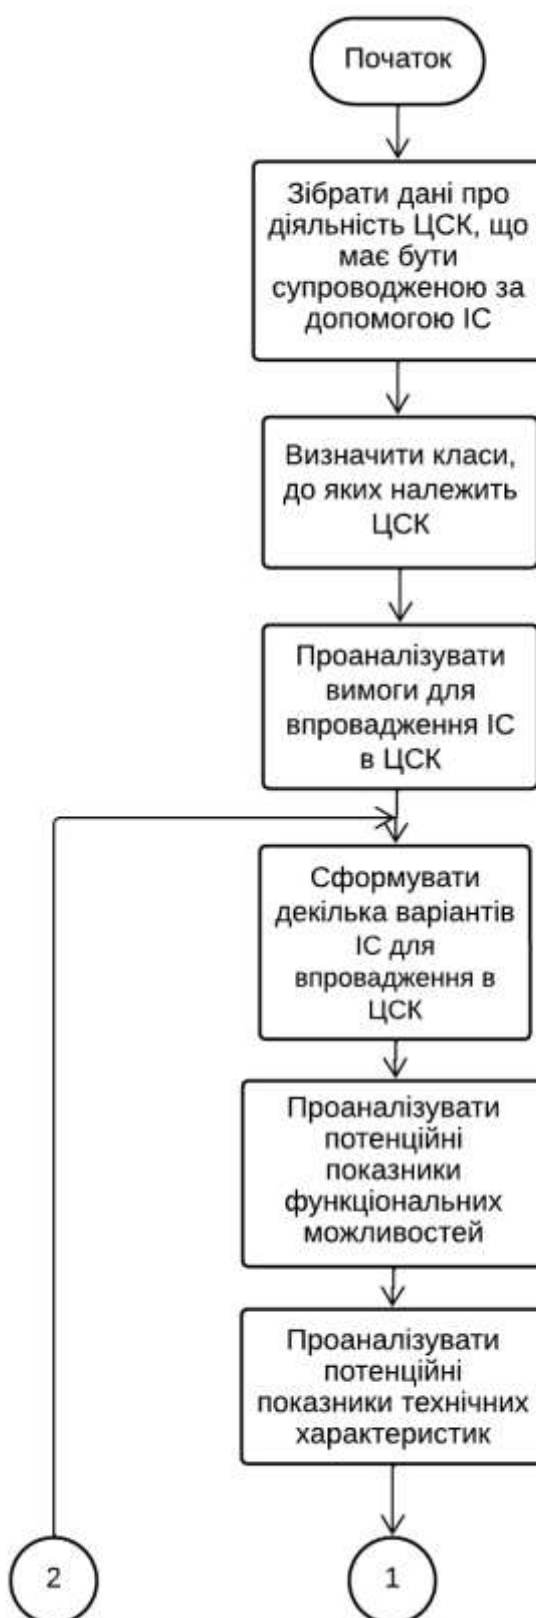 Початок
Зібрати дані про
діяльність ЦСК, що
має бути
супроводженою за
допомогою ІС
Визначити класи,
до яких належить
ЦСК
Проаналізувати
вимоги для
впровадження ІС
в ЦСК
Сформувати
декілька варіантів
ІС для
впровадження в
ЦСК
Проаналізувати
потенційні
показники
функціональних
можливостей
Проаналізувати
потенційні
показники технічних
характеристик
2
1